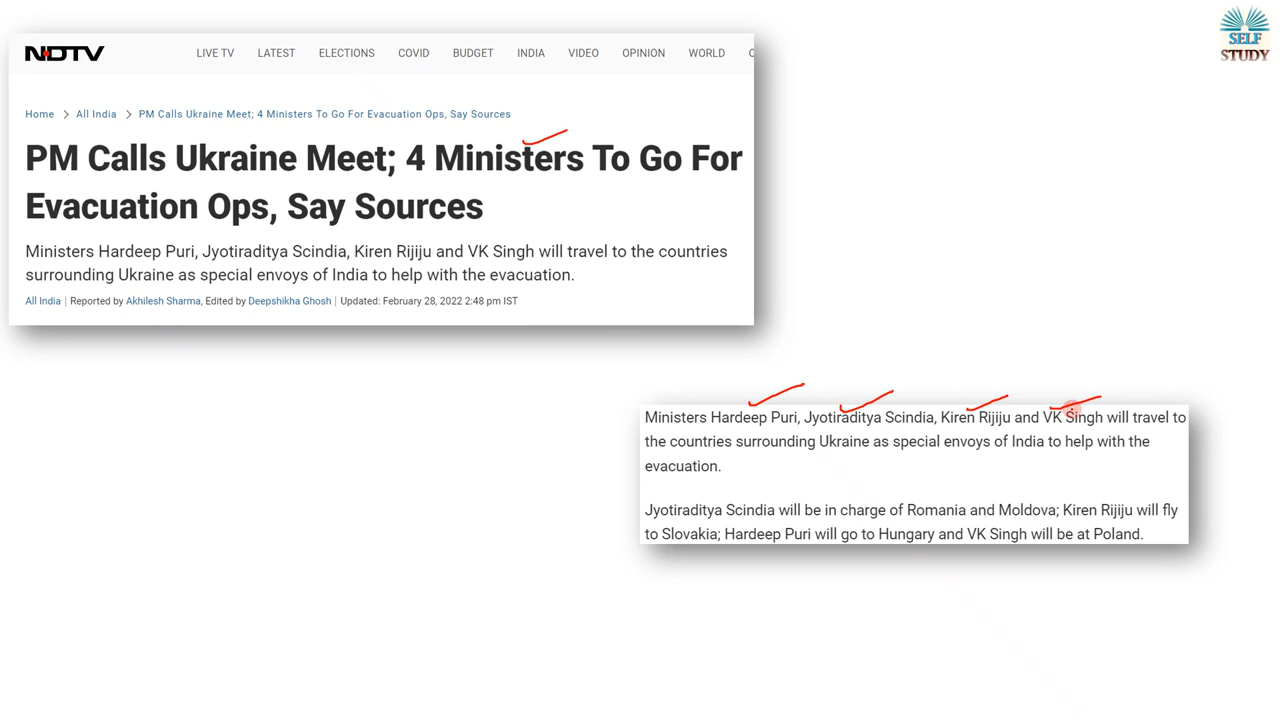 SELF
STUDY
NDTV
LIVE TV LATEST ELECTIONS COVID BUDGET INDIA VIDEO OPINION WORLD
Home > All India > PM Calls Ukraine Meet; 4 Ministers To Go For Evacuation Ops, Say Sources
PM Calls Ukraine Meet; 4 Ministers To Go For
Evacuation Ops, Say Sources
Ministers Hardeep Puri, Jyotiraditya Scindia, Kiren Rijiju and VK Singh will travel to the countries
surrounding Ukraine as special envoys of India to help with the evacuation.
All India | Reported by Akhilesh Sharma, Edited by Deepshikha Ghosh | Updated: February 28, 2022 2:48 pm IST
Ministers Hardeep Puri, Jyotiraditya Scindia, Kiren Rijiju and VK Singh will travel to
the countries surrounding Ukraine as special envoys of India to help with the
evacuation.
Jyotiraditya Scindia will be in charge of Romania and Moldova; Kiren Rijiju will fly
to Slovakia; Hardeep Puri will go to Hungary and VK Singh will be at Poland.